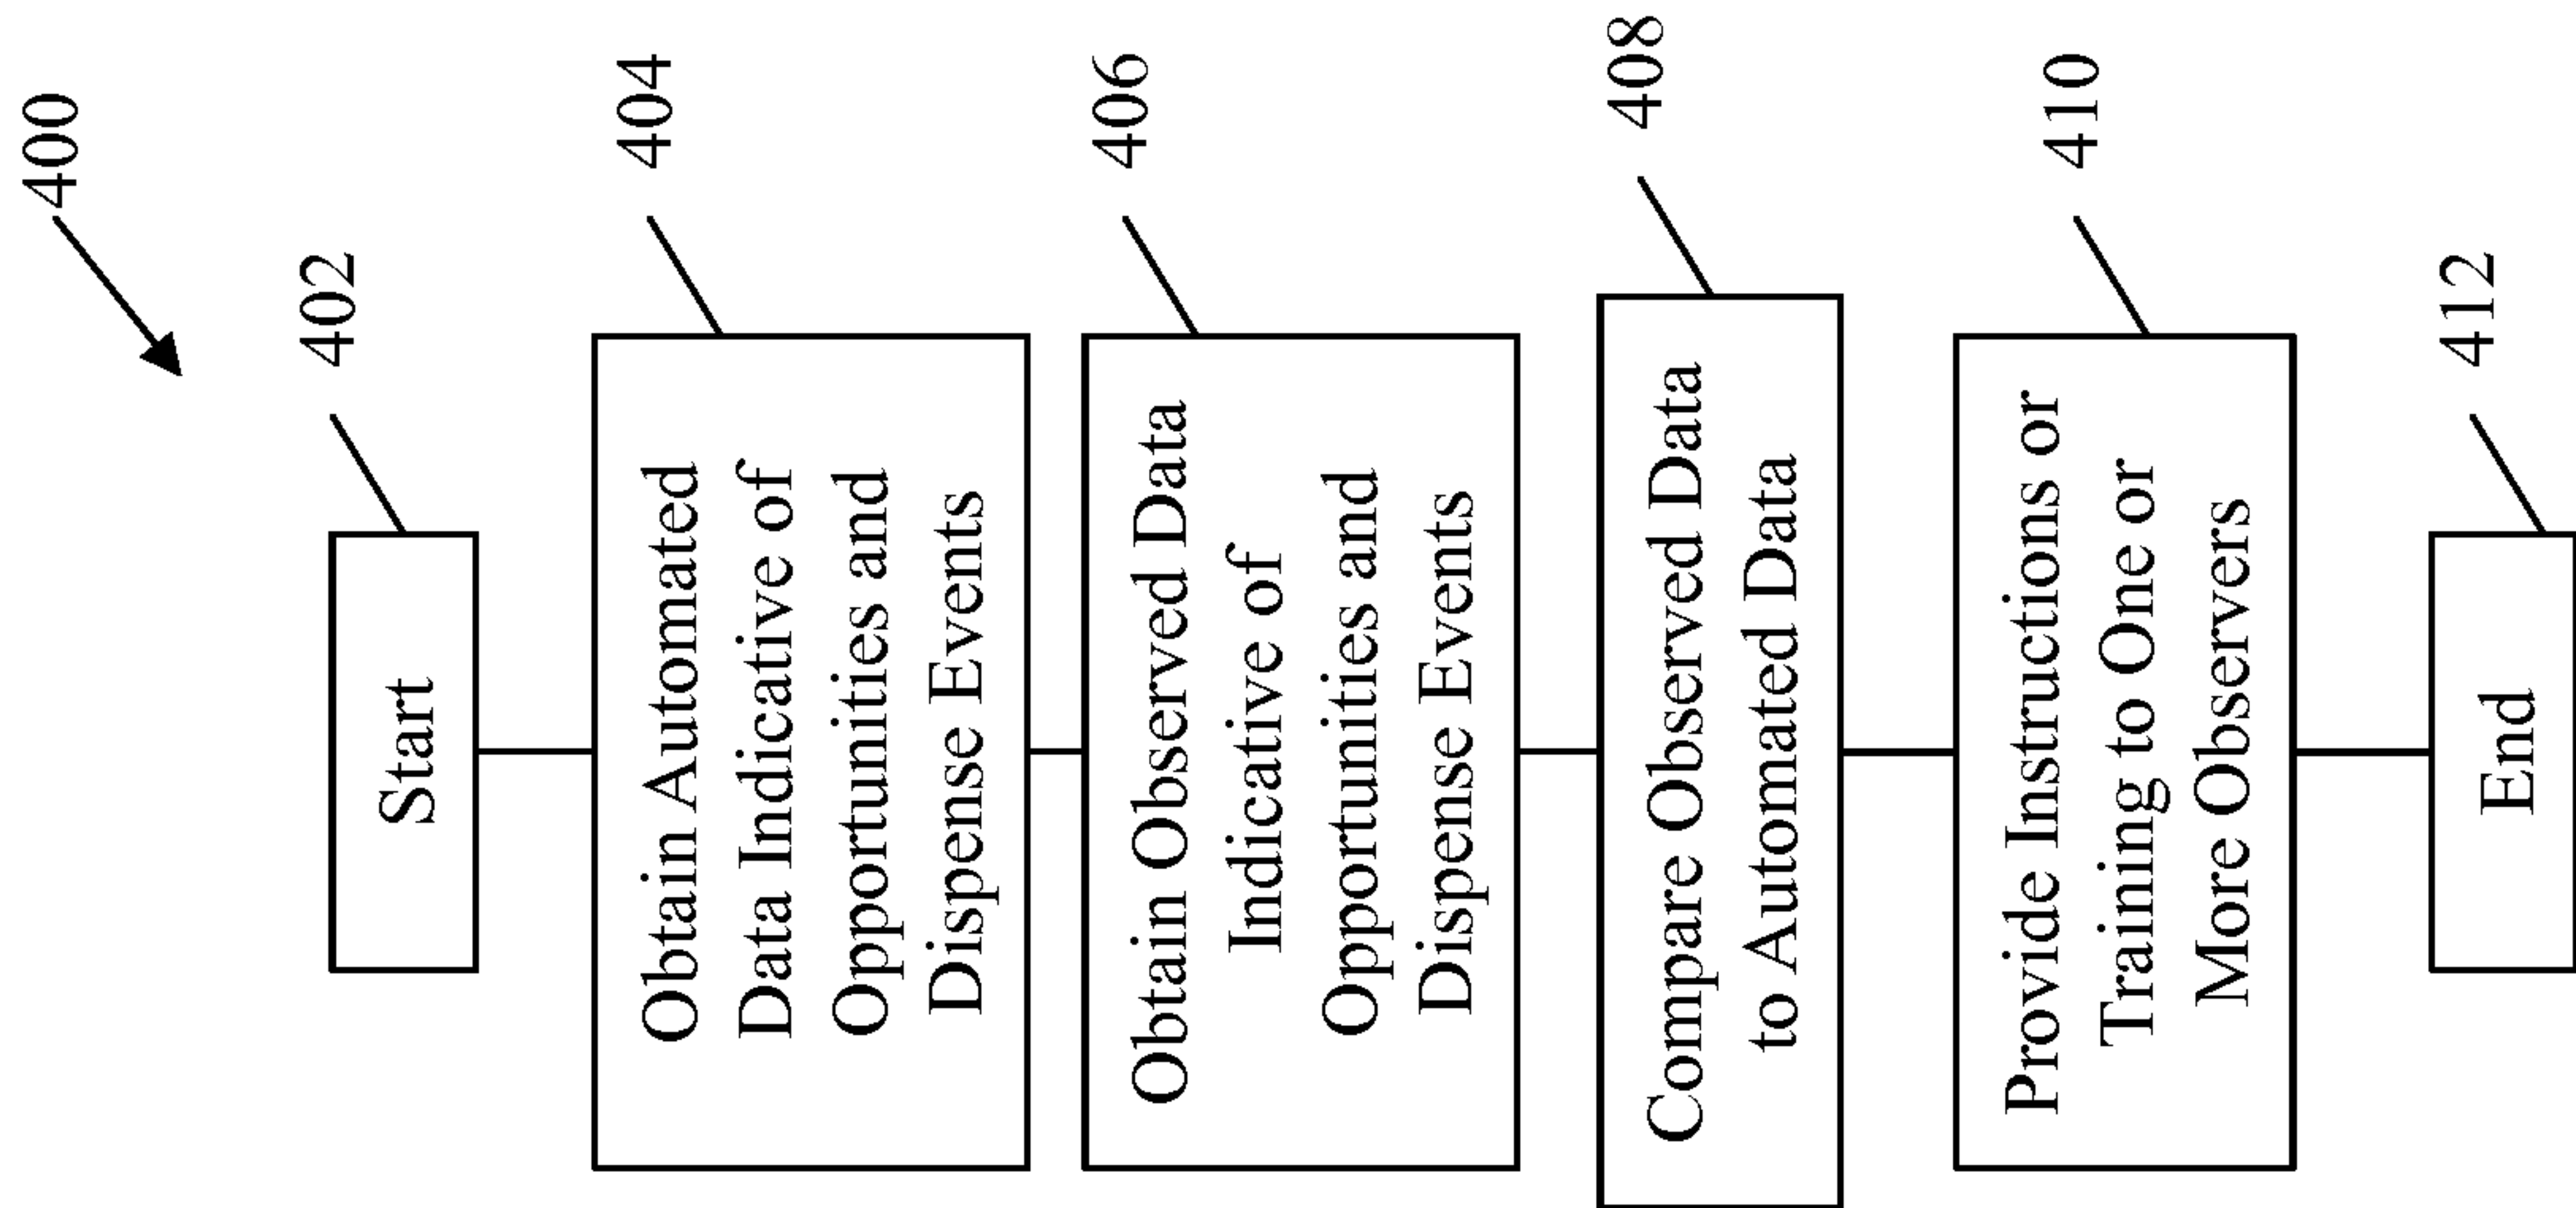 400
402
Start
404
Obtain Automated
Data Indicative of
Opportunities and
Dispense Events
406
Obtain Observed Data
Indicative of
Opportunities and
Dispense Events
408
Compare Observed Data
to Automated Data
410
Provide Instructions or
Training to One or
More Observers
412
End